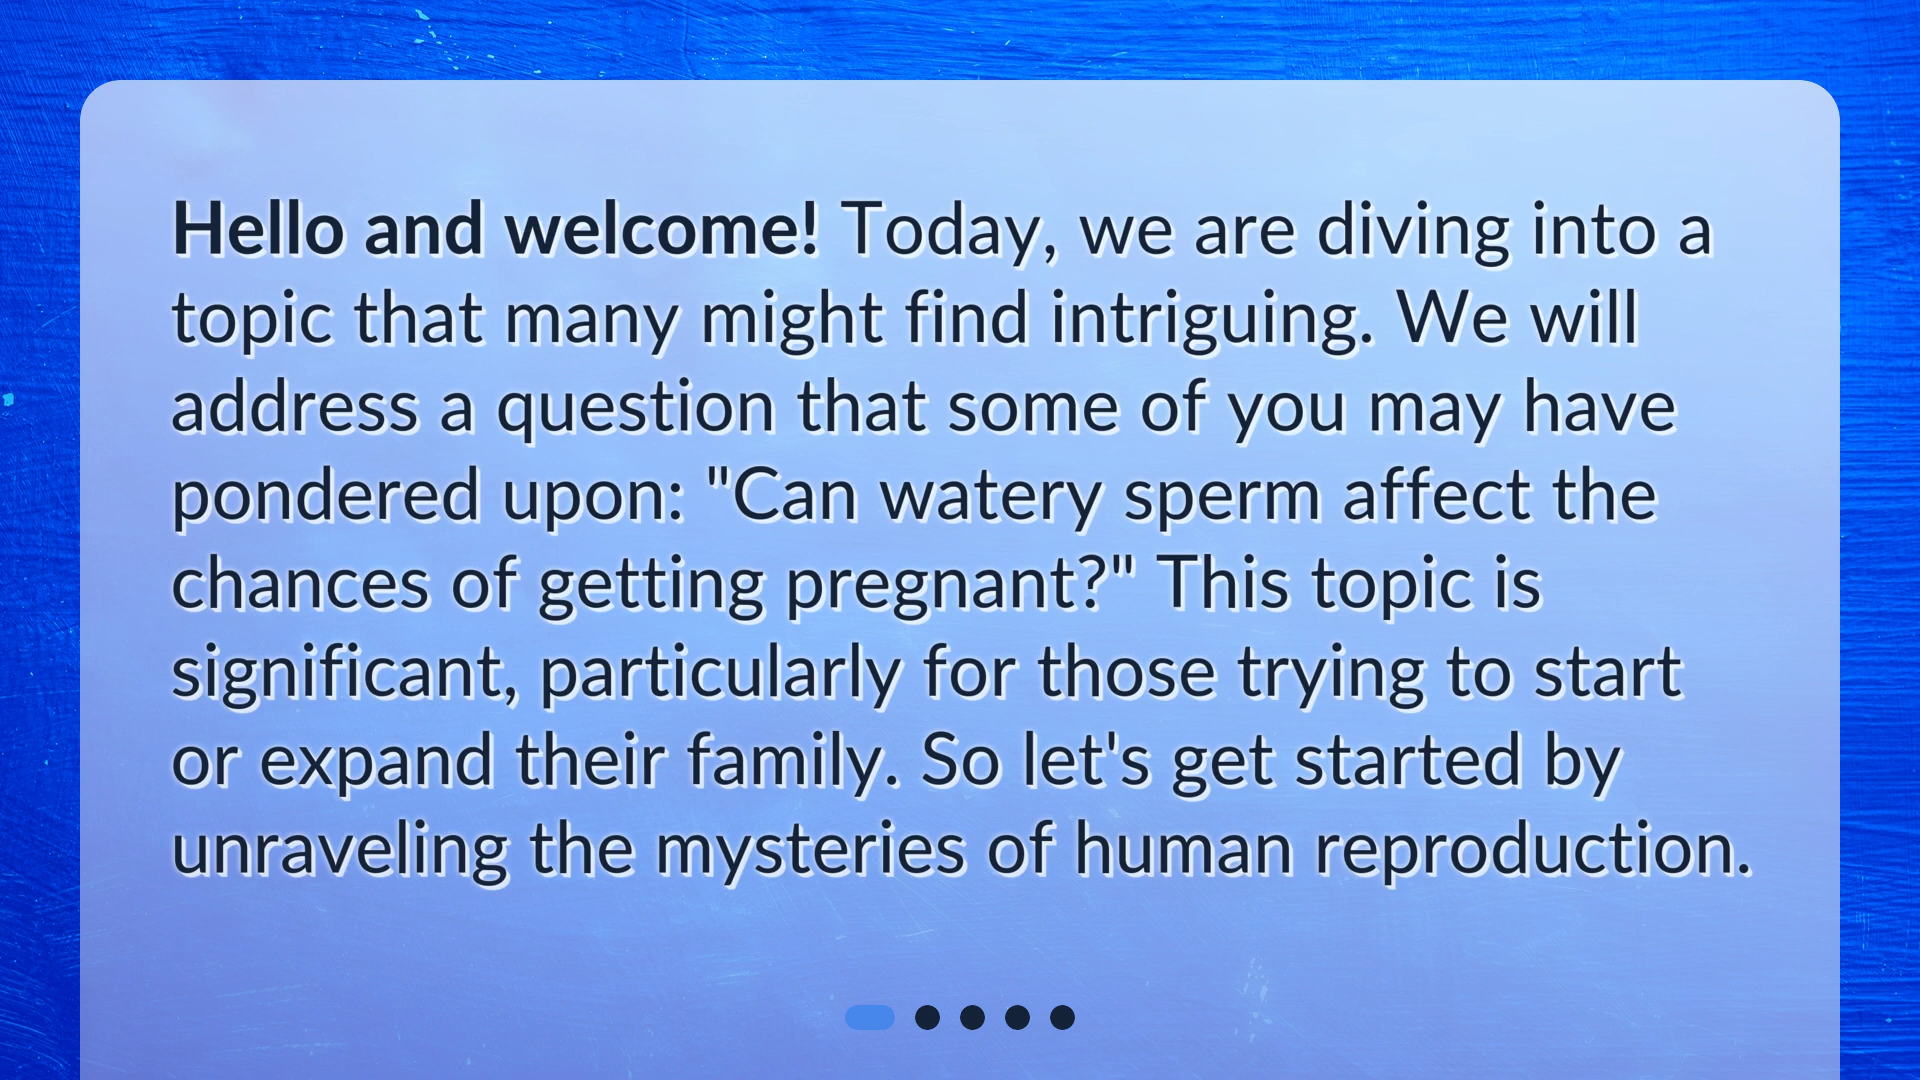 Hello and welcome! Today, we are diving into a
topic that many might find intriguing. We will
address a question that some of you may have
pondered upon: "Can watery sperm affect the
chances of getting pregnant?" This topic is
significant, particularly for those trying to start
or expand their family. So let's get started by
unraveling the mysteries of human reproduction.